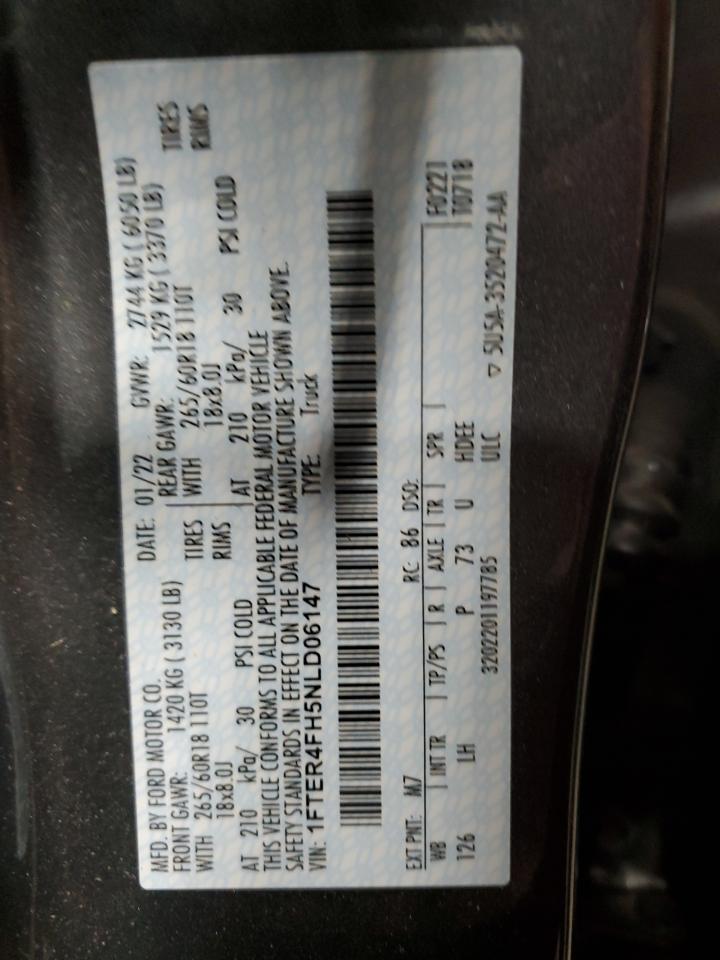 MFD. BY FORD MOTOR CO. DATE: 01/22 GVWR: 2744 KG ( 6050 LB)
FRONT GAWR: 1420 KG ( 3130 LB) REAR GAWR: 1529 KG ( 3370 LB)
WITH 265/60R18 110T TIRES WITH 265/60R18 110T TIRES
18x8.0J RIMS 18x8.0J RIMS
AT 210 kPa/ 30 PSI COLD AT 210 kPa/ 30 PSI COLD
THIS VEHICLE CONFORMS TO ALL APPLICABLE FEDERAL MOTOR VEHICLE
SAFETY STANDARDS IN EFFECT ON THE DATE OF MANUFACTURE SHOWN ABOVE.
VIN: 1FTER4FH5NLD06147 TYPE: Truck
EXT PNT: M7 RC: 86 DSO:
WB INT TR TP/PS R AXLE TR SPR F0221
126 LH P 73 U HDEE T0718
3202201197785 ULC
▽ 5U5A-3520472-AA